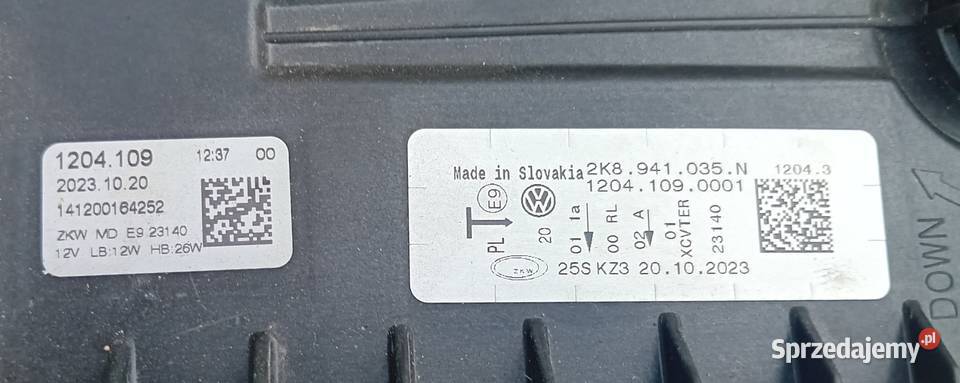 1204.109 12:37 00
2023.10.20
141200164252
ZKW MD E9 23140
12V LB:12W HB:26W
Made in Slovakia 2K8.941.035.N 1204.3
1204.109.0001
E9
PL
20
01 1a
00 RL
02 A
01
XCVTER
23140
ZKW 25S KZ3 20.10.2023
DOWN
Sprzedajemy.pl